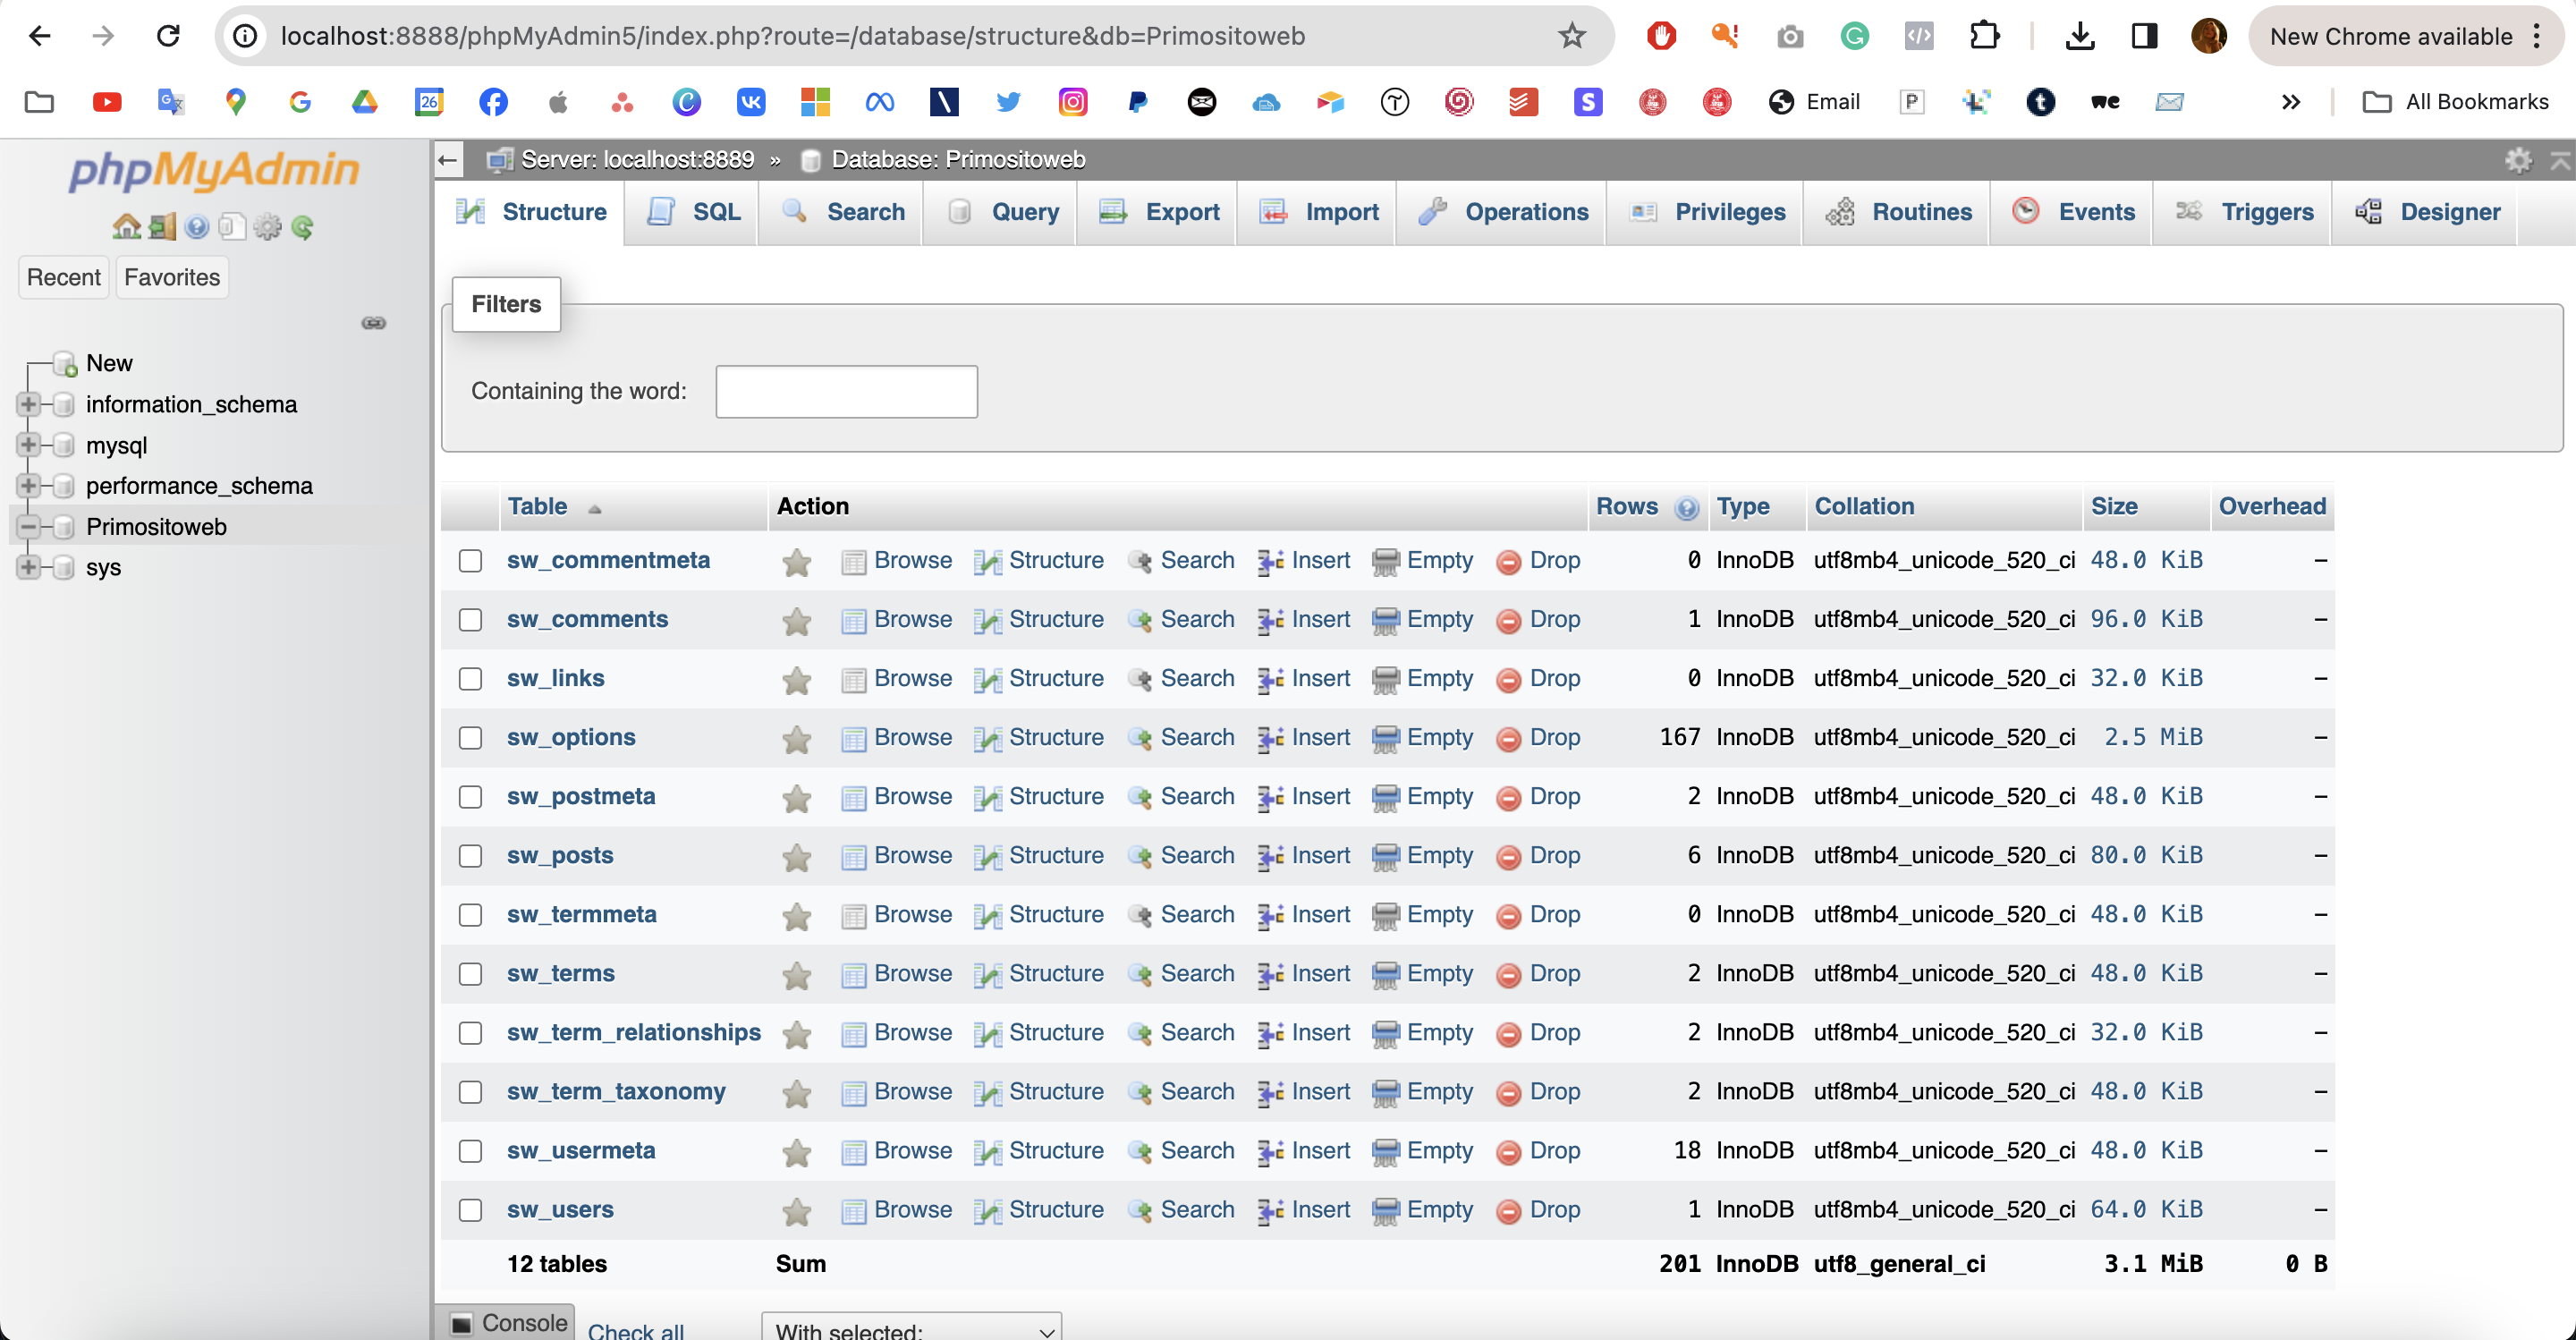 localhost:8888/phpMyAdmin5/index.php?route=/database/structure&db=Primositoweb
New Chrome available
26
Email
All Bookmarks
phpMyAdmin
Recent
Favorites
New
information_schema
mysql
performance_schema
Primositoweb
sys
Server: localhost:8889 » Database: Primositoweb
Structure SQL Search Query Export Import Operations Privileges Routines Events Triggers Designer
Filters
Containing the word:
Table Action Rows Type Collation Size Overhead
sw_commentmeta Browse Structure Search Insert Empty Drop 0 InnoDB utf8mb4_unicode_520_ci 48.0 KiB –
sw_comments Browse Structure Search Insert Empty Drop 1 InnoDB utf8mb4_unicode_520_ci 96.0 KiB –
sw_links Browse Structure Search Insert Empty Drop 0 InnoDB utf8mb4_unicode_520_ci 32.0 KiB –
sw_options Browse Structure Search Insert Empty Drop 167 InnoDB utf8mb4_unicode_520_ci 2.5 MiB –
sw_postmeta Browse Structure Search Insert Empty Drop 2 InnoDB utf8mb4_unicode_520_ci 48.0 KiB –
sw_posts Browse Structure Search Insert Empty Drop 6 InnoDB utf8mb4_unicode_520_ci 80.0 KiB –
sw_termmeta Browse Structure Search Insert Empty Drop 0 InnoDB utf8mb4_unicode_520_ci 48.0 KiB –
sw_terms Browse Structure Search Insert Empty Drop 2 InnoDB utf8mb4_unicode_520_ci 48.0 KiB –
sw_term_relationships Browse Structure Search Insert Empty Drop 2 InnoDB utf8mb4_unicode_520_ci 32.0 KiB –
sw_term_taxonomy Browse Structure Search Insert Empty Drop 2 InnoDB utf8mb4_unicode_520_ci 48.0 KiB –
sw_usermeta Browse Structure Search Insert Empty Drop 18 InnoDB utf8mb4_unicode_520_ci 48.0 KiB –
sw_users Browse Structure Search Insert Empty Drop 1 InnoDB utf8mb4_unicode_520_ci 64.0 KiB –
12 tables Sum 201 InnoDB utf8_general_ci 3.1 MiB 0 B
Console Check all With selected: